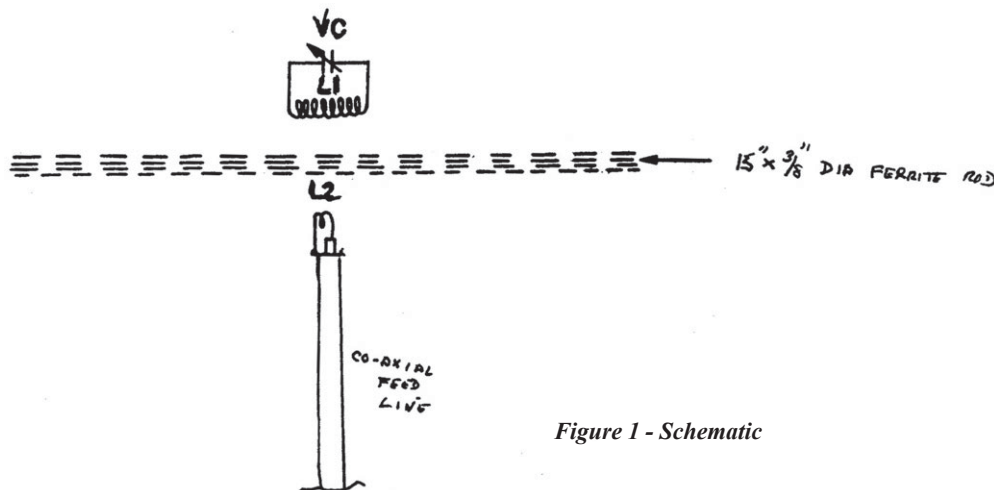 VC
L1
15" x 3/8" DIA FERRITE ROD
L2
CO-AXIAL
FEED
LINE
Figure 1 - Schematic